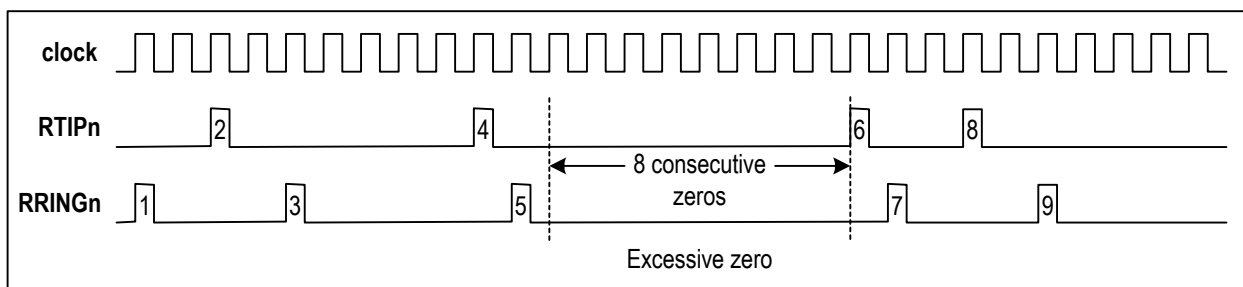 clock
RTIPn
2
4
6
8
8 consecutive
zeros
RRINGn
1
3
5
7
9
Excessive zero